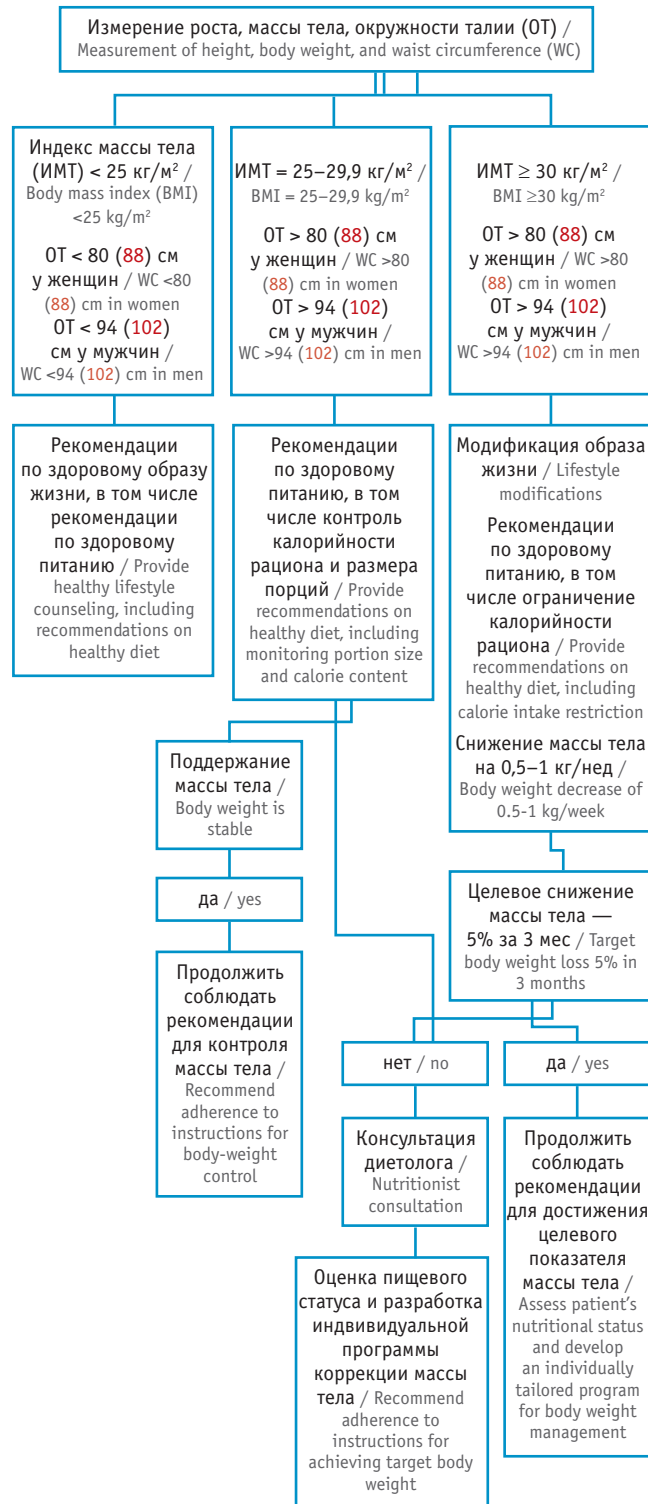 Измерение роста, массы тела, окружности талии (ОТ) /
Measurement of height, body weight, and waist circumference (WC)
Индекс массы тела
(ИМТ) < 25 кг/м² /
Body mass index (BMI)
<25 kg/m²
ОТ < 80 (88) см
у женщин / WC <80
(88) cm in women
ОТ < 94 (102)
см у мужчин /
WC <94 (102) cm in men
ИМТ = 25–29,9 кг/м² /
BMI = 25–29,9 kg/m²
ОТ > 80 (88) см
у женщин / WC >80
(88) cm in women
ОТ > 94 (102)
см у мужчин /
WC >94 (102) cm in men
ИМТ ≥ 30 кг/м² /
BMI ≥30 kg/m²
ОТ > 80 (88) см
у женщин / WC >80
(88) cm in women
ОТ > 94 (102)
см у мужчин /
WC >94 (102) cm in men
Рекомендации
по здоровому образу
жизни, в том числе
рекомендации
по здоровому
питанию / Provide
healthy lifestyle
counseling, including
recommendations on
healthy diet
Рекомендации
по здоровому
питанию, в том
числе контроль
калорийности
рациона и размера
порций / Provide
recommendations on
healthy diet, including
monitoring portion size
and calorie content
Модификация образа
жизни / Lifestyle
modifications
Рекомендации
по здоровому
питанию, в том
числе ограничение
калорийности
рациона / Provide
recommendations on
healthy diet, including
calorie intake restriction
Снижение массы тела
на 0,5–1 кг/нед /
Body weight decrease of
0.5-1 kg/week
Поддержание
массы тела /
Body weight is
stable
да / yes
Продолжить
соблюдать
рекомендации
для контроля
массы тела /
Recommend
adherence to
instructions for
body-weight
control
Целевое снижение
массы тела —
5% за 3 мес / Target
body weight loss 5% in
3 months
нет / no
да / yes
Консультация
диетолога /
Nutritionist
consultation
Продолжить
соблюдать
рекомендации
для достижения
целевого
показателя
массы тела /
Assess patient’s
nutritional status
and develop
an individually
tailored program
for body weight
management
Оценка пищевого
статуса и разработка
индвивидуальной
программы
коррекции массы
тела / Recommend
adherence to
instructions for
achieving target body
weight